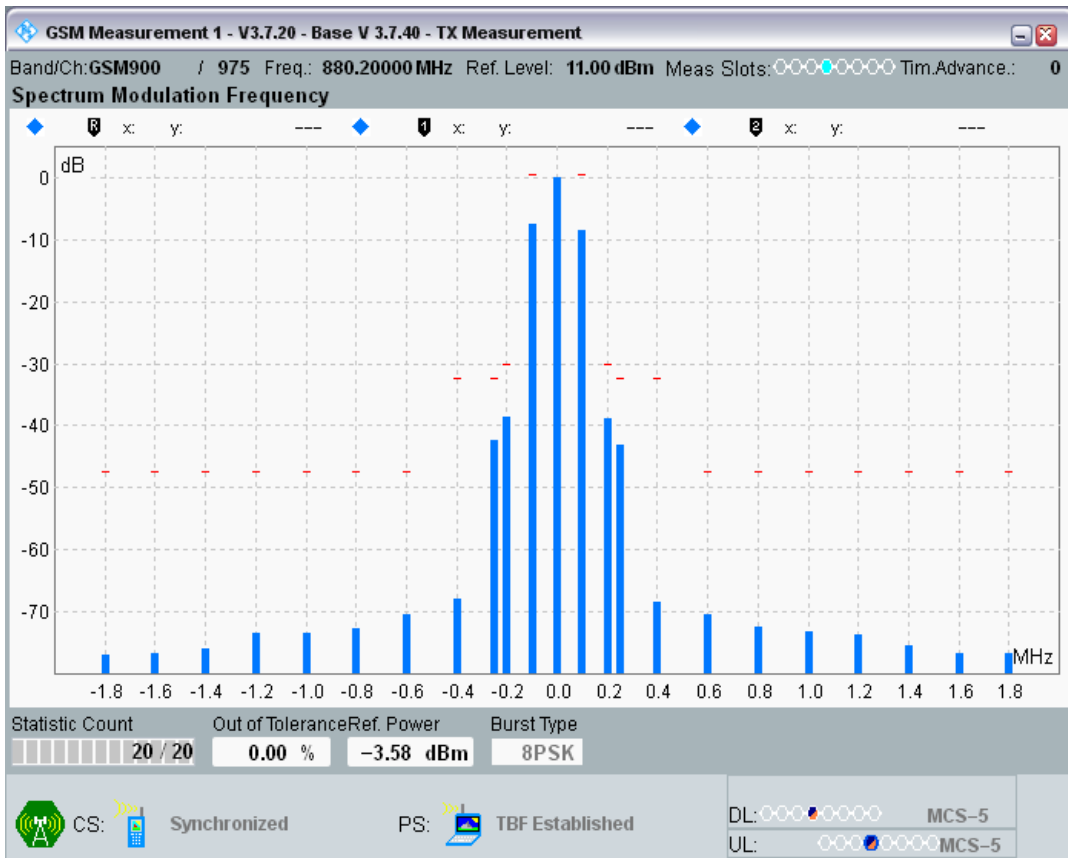 GSM Measurement 1 - V3.7.20 - Base V 3.7.40 - TX Measurement
Band/Ch:GSM900 / 975 Freq.: 880.20000 MHz Ref. Level: 11.00 dBm Meas Slots: Tim.Advance.: 0
Spectrum Modulation Frequency
R x: y: --- 1 x: y: --- 2 x: y: ---
dB
0
-10
-20
-30
-40
-50
-60
-70
MHz
-1.8 -1.6 -1.4 -1.2 -1.0 -0.8 -0.6 -0.4 -0.2 0.0 0.2 0.4 0.6 0.8 1.0 1.2 1.4 1.6 1.8
Statistic Count Out of Tolerance Ref. Power Burst Type
20 / 20 0.00 % −3.58 dBm 8PSK
CS: Synchronized PS: TBF Established
DL: MCS−5
UL: MCS−5